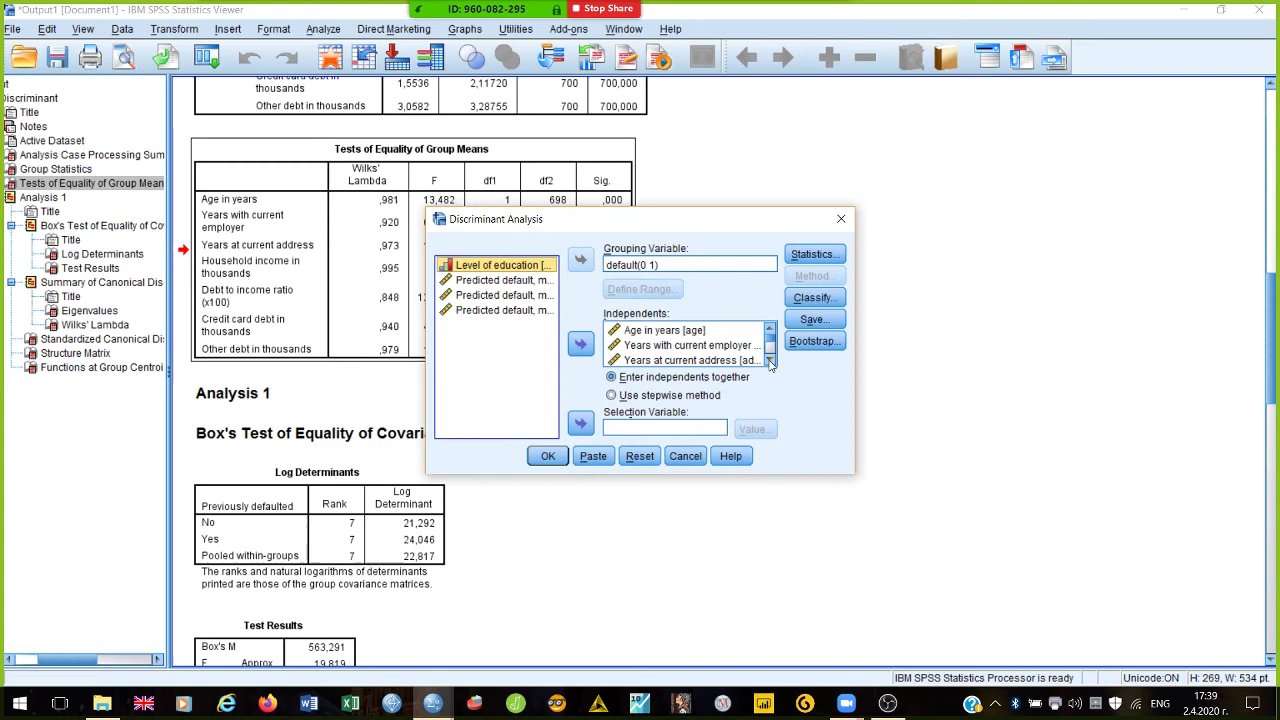 *Output1 [Document1] - IBM SPSS Statistics Viewer
ID: 960-082-295
Stop Share
File Edit View Data Transform Insert Format Analyze Direct Marketing Graphs Utilities Add-ons Window Help
Discriminant
Title
Notes
Active Dataset
Analysis Case Processing Sum
Group Statistics
Tests of Equality of Group Mean
Analysis 1
Title
Box's Test of Equality of Cov
Title
Log Determinants
Test Results
Summary of Canonical Dis
Title
Eigenvalues
Wilks' Lambda
Standardized Canonical Dis
Structure Matrix
Functions at Group Centroi
Credit card debt in thousands 1,5536 2,11720 700 700,000
Other debt in thousands 3,0582 3,28755 700 700,000
Tests of Equality of Group Means
Wilks' Lambda F df1 df2 Sig.
Age in years ,981 13,482 1 698 ,000
Years with current employer ,920
Years at current address ,973
Household income in thousands ,995
Debt to income ratio (x100) ,848
Credit card debt in thousands ,940
Other debt in thousands ,979
Analysis 1
Box's Test of Equality of Covari
Log Determinants
Previously defaulted Rank Log Determinant
No 7 21,292
Yes 7 24,046
Pooled within-groups 7 22,817
The ranks and natural logarithms of determinants
printed are those of the group covariance matrices.
Test Results
Box's M 563,291
F Approx 19,819
Discriminant Analysis
Level of education [...
Predicted default, m...
Predicted default, m...
Predicted default, m...
Grouping Variable:
default(0 1)
Define Range...
Independents:
Age in years [age]
Years with current employer ...
Years at current address [ad...
Enter independents together
Use stepwise method
Selection Variable:
Value...
Statistics...
Method...
Classify...
Save...
Bootstrap...
OK Paste Reset Cancel Help
IBM SPSS Statistics Processor is ready Unicode:ON H: 269, W: 534 pt.
17:39
2.4.2020 г.